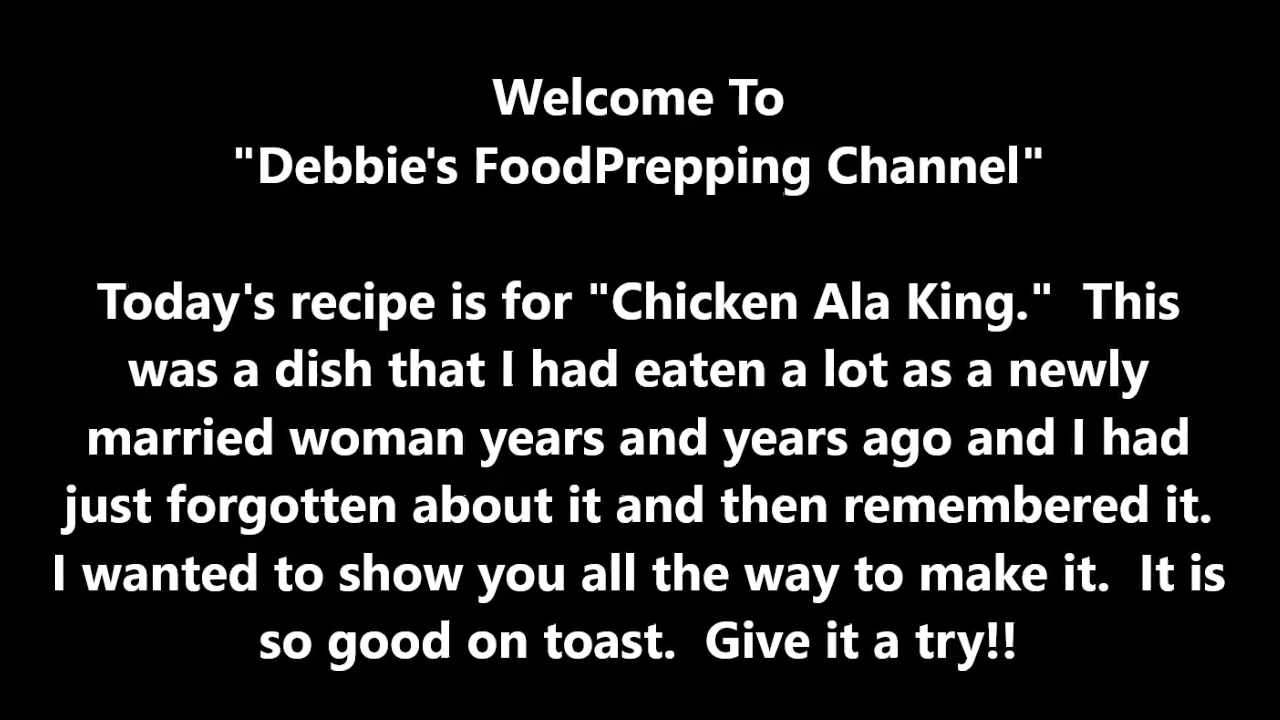 Welcome To
"Debbie's FoodPrepping Channel"
Today's recipe is for "Chicken Ala King."  This
was a dish that I had eaten a lot as a newly
married woman years and years ago and I had
just forgotten about it and then remembered it.
I wanted to show you all the way to make it.  It is
so good on toast.  Give it a try!!